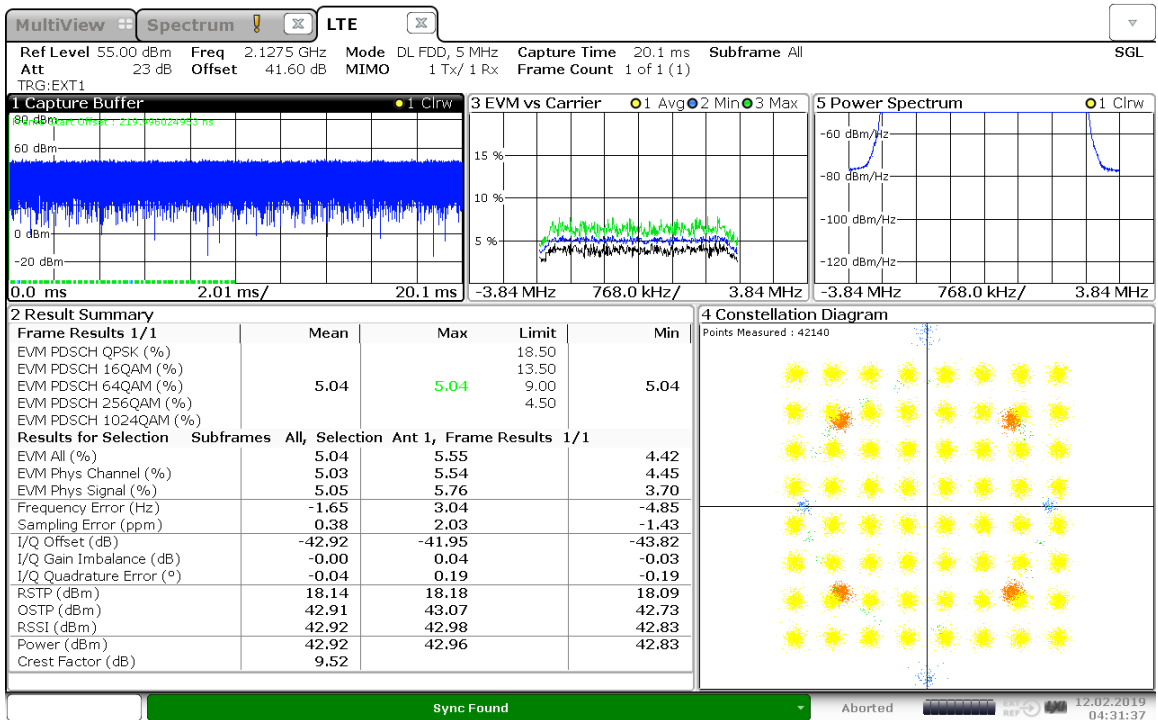 MultiView Spectrum LTE
Ref Level 55.00 dBm Freq 2.1275 GHz Mode DL FDD, 5 MHz Capture Time 20.1 ms Subframe All SGL
Att 23 dB Offset 41.60 dB MIMO 1 Tx/ 1 Rx Frame Count 1 of 1 (1)
TRG:EXT1
1 Capture Buffer 1 Clrw
80 dBm
Frame Start Offset : 219.996024953 ns
60 dBm
0 dBm
-20 dBm
0.0 ms 2.01 ms/ 20.1 ms
3 EVM vs Carrier 1 Avg 2 Min 3 Max
15 %
10 %
5 %
-3.84 MHz 768.0 kHz/ 3.84 MHz
5 Power Spectrum 1 Clrw
-60 dBm/Hz
-80 dBm/Hz
-100 dBm/Hz
-120 dBm/Hz
-3.84 MHz 768.0 kHz/ 3.84 MHz
2 Result Summary
Frame Results 1/1 Mean Max Limit Min
EVM PDSCH QPSK (%) 18.50
EVM PDSCH 16QAM (%) 13.50
EVM PDSCH 64QAM (%) 5.04 5.04 9.00 5.04
EVM PDSCH 256QAM (%) 4.50
EVM PDSCH 1024QAM (%)
Results for Selection Subframes All, Selection Ant 1, Frame Results 1/1
EVM All (%) 5.04 5.55 4.42
EVM Phys Channel (%) 5.03 5.54 4.45
EVM Phys Signal (%) 5.05 5.76 3.70
Frequency Error (Hz) -1.65 3.04 -4.85
Sampling Error (ppm) 0.38 2.03 -1.43
I/Q Offset (dB) -42.92 -41.95 -43.82
I/Q Gain Imbalance (dB) -0.00 0.04 -0.03
I/Q Quadrature Error (°) -0.04 0.19 -0.19
RSTP (dBm) 18.14 18.18 18.09
OSTP (dBm) 42.91 43.07 42.73
RSSI (dBm) 42.92 42.98 42.83
Power (dBm) 42.92 42.96 42.83
Crest Factor (dB) 9.52
4 Constellation Diagram
Points Measured : 42140
Sync Found Aborted EXT REF 12.02.2019
04:31:37